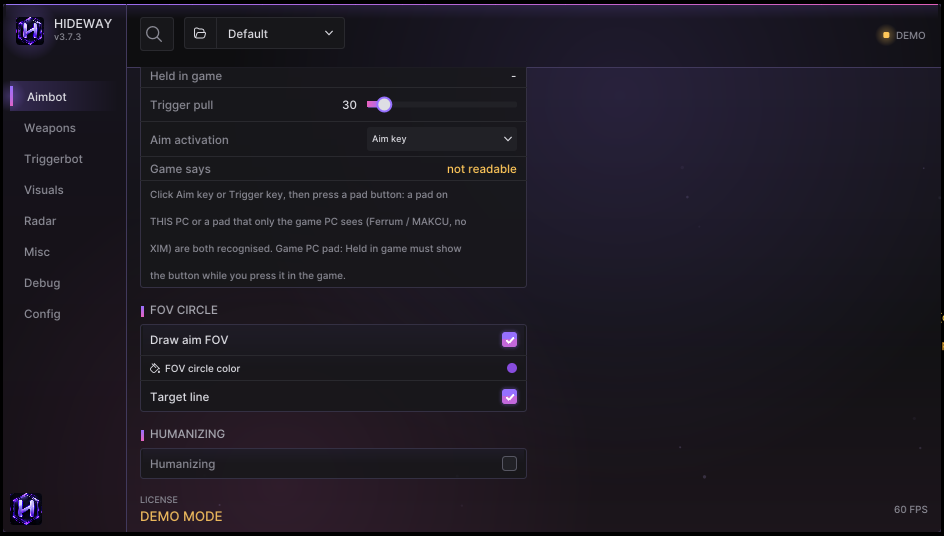 HIDEWAY
v3.7.3
Default
DEMO
Aimbot
Weapons
Triggerbot
Visuals
Radar
Misc
Debug
Config
Held in game -
Trigger pull 30
Aim activation Aim key
Game says not readable
Click Aim key or Trigger key, then press a pad button: a pad on
THIS PC or a pad that only the game PC sees (Ferrum / MAKCU, no
XIM) are both recognised. Game PC pad: Held in game must show
the button while you press it in the game.
FOV CIRCLE
Draw aim FOV
FOV circle color
Target line
HUMANIZING
Humanizing
LICENSE
DEMO MODE
60 FPS